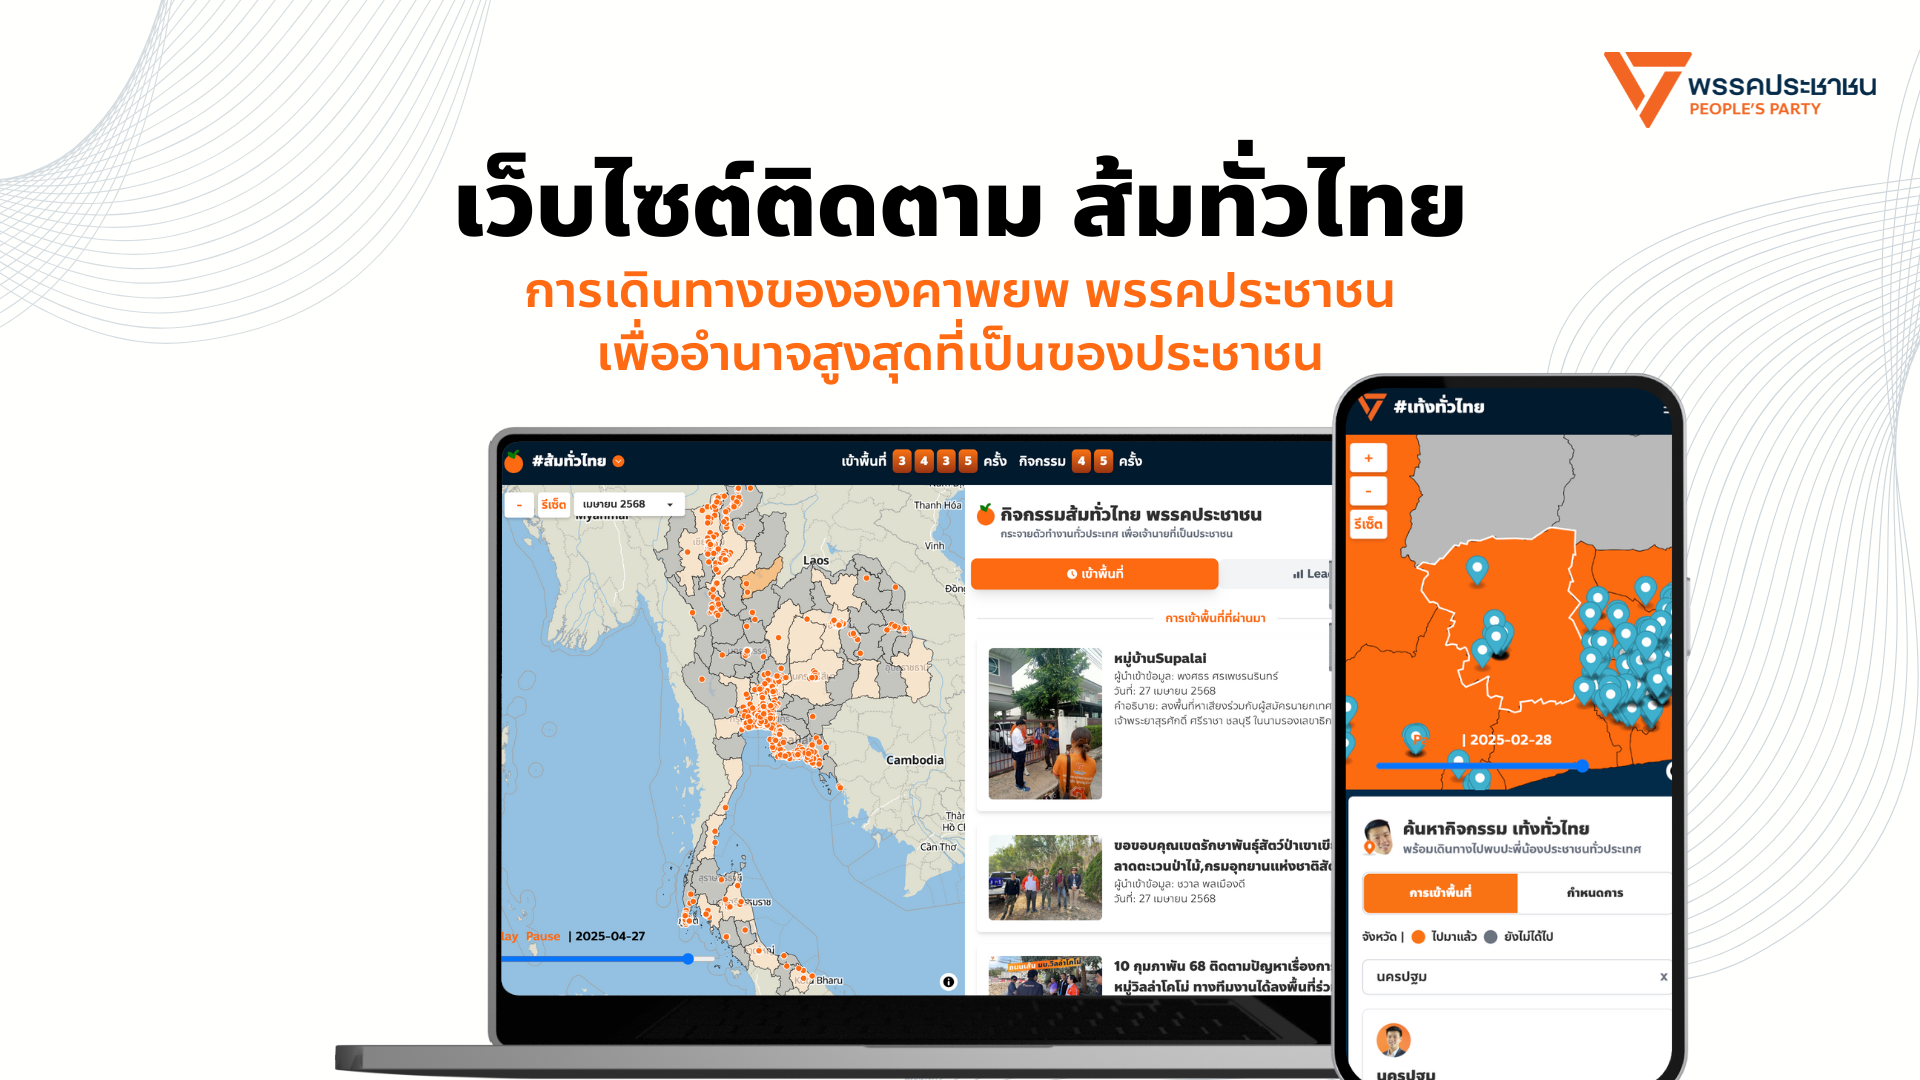 พรรคประชาชน
PEOPLE'S PARTY
เว็บไซต์ติดตาม ส้มทั่วไทย
การเดินทางขององคาพยพ พรรคประชาชน
เพื่ออำนาจสูงสุดที่เป็นของประชาชน
#ส้มทั่วไทย
เข้าพื้นที่ 3 4 3 5 ครั้ง กิจกรรม 4 5 ครั้ง
- รีเซ็ต เมษายน 2568
Myanmar
Thanh Hóa
Vinh
Laos
Cambodia
Cần Thơ
Pause | 2025-04-27
กิจกรรมส้มทั่วไทย พรรคประชาชน
กระจายตัวทำงานทั่วประเทศ เพื่อเจ้านายที่เป็นประชาชน
เข้าพื้นที่
การเข้าพื้นที่ที่ผ่านมา
หมู่บ้านSupalai
ผู้นำเข้าข้อมูล: พงศธร ศรเพชรนรินทร์
วันที่: 27 เมษายน 2568
คำอธิบาย: ลงพื้นที่หาเสียงร่วมกับผู้สมัครนายกเทศ
เจ้าพระยาสุรศักดิ์ ศรีราชา ชลบุรี ในนามรองเลขาธิก
ขอขอบคุณเขตรักษาพันธุ์สัตว์ป่าเขาเขี
ลาดตะเวนป่าไม้,กรมอุทยานแห่งชาติสัต
ผู้นำเข้าข้อมูล: ชวาล พลเมืองดี
วันที่: 27 เมษายน 2568
10 กุมภาพัน 68 ติดตามปัญหาเรื่องกา
หมู่วิลล่าโคโม่ ทางทีมงานได้ลงพื้นที่ร่ว
#เท้งทั่วไทย
+
-
รีเซ็ต
| 2025-02-28
ค้นหากิจกรรม เท้งทั่วไทย
พร้อมเดินทางไปพบปะพี่น้องประชาชนทั่วประเทศ
การเข้าพื้นที่ กำหนดการ
จังหวัด | ไปมาแล้ว ยังไม่ได้ไป
นครปฐม x
นครปฐม